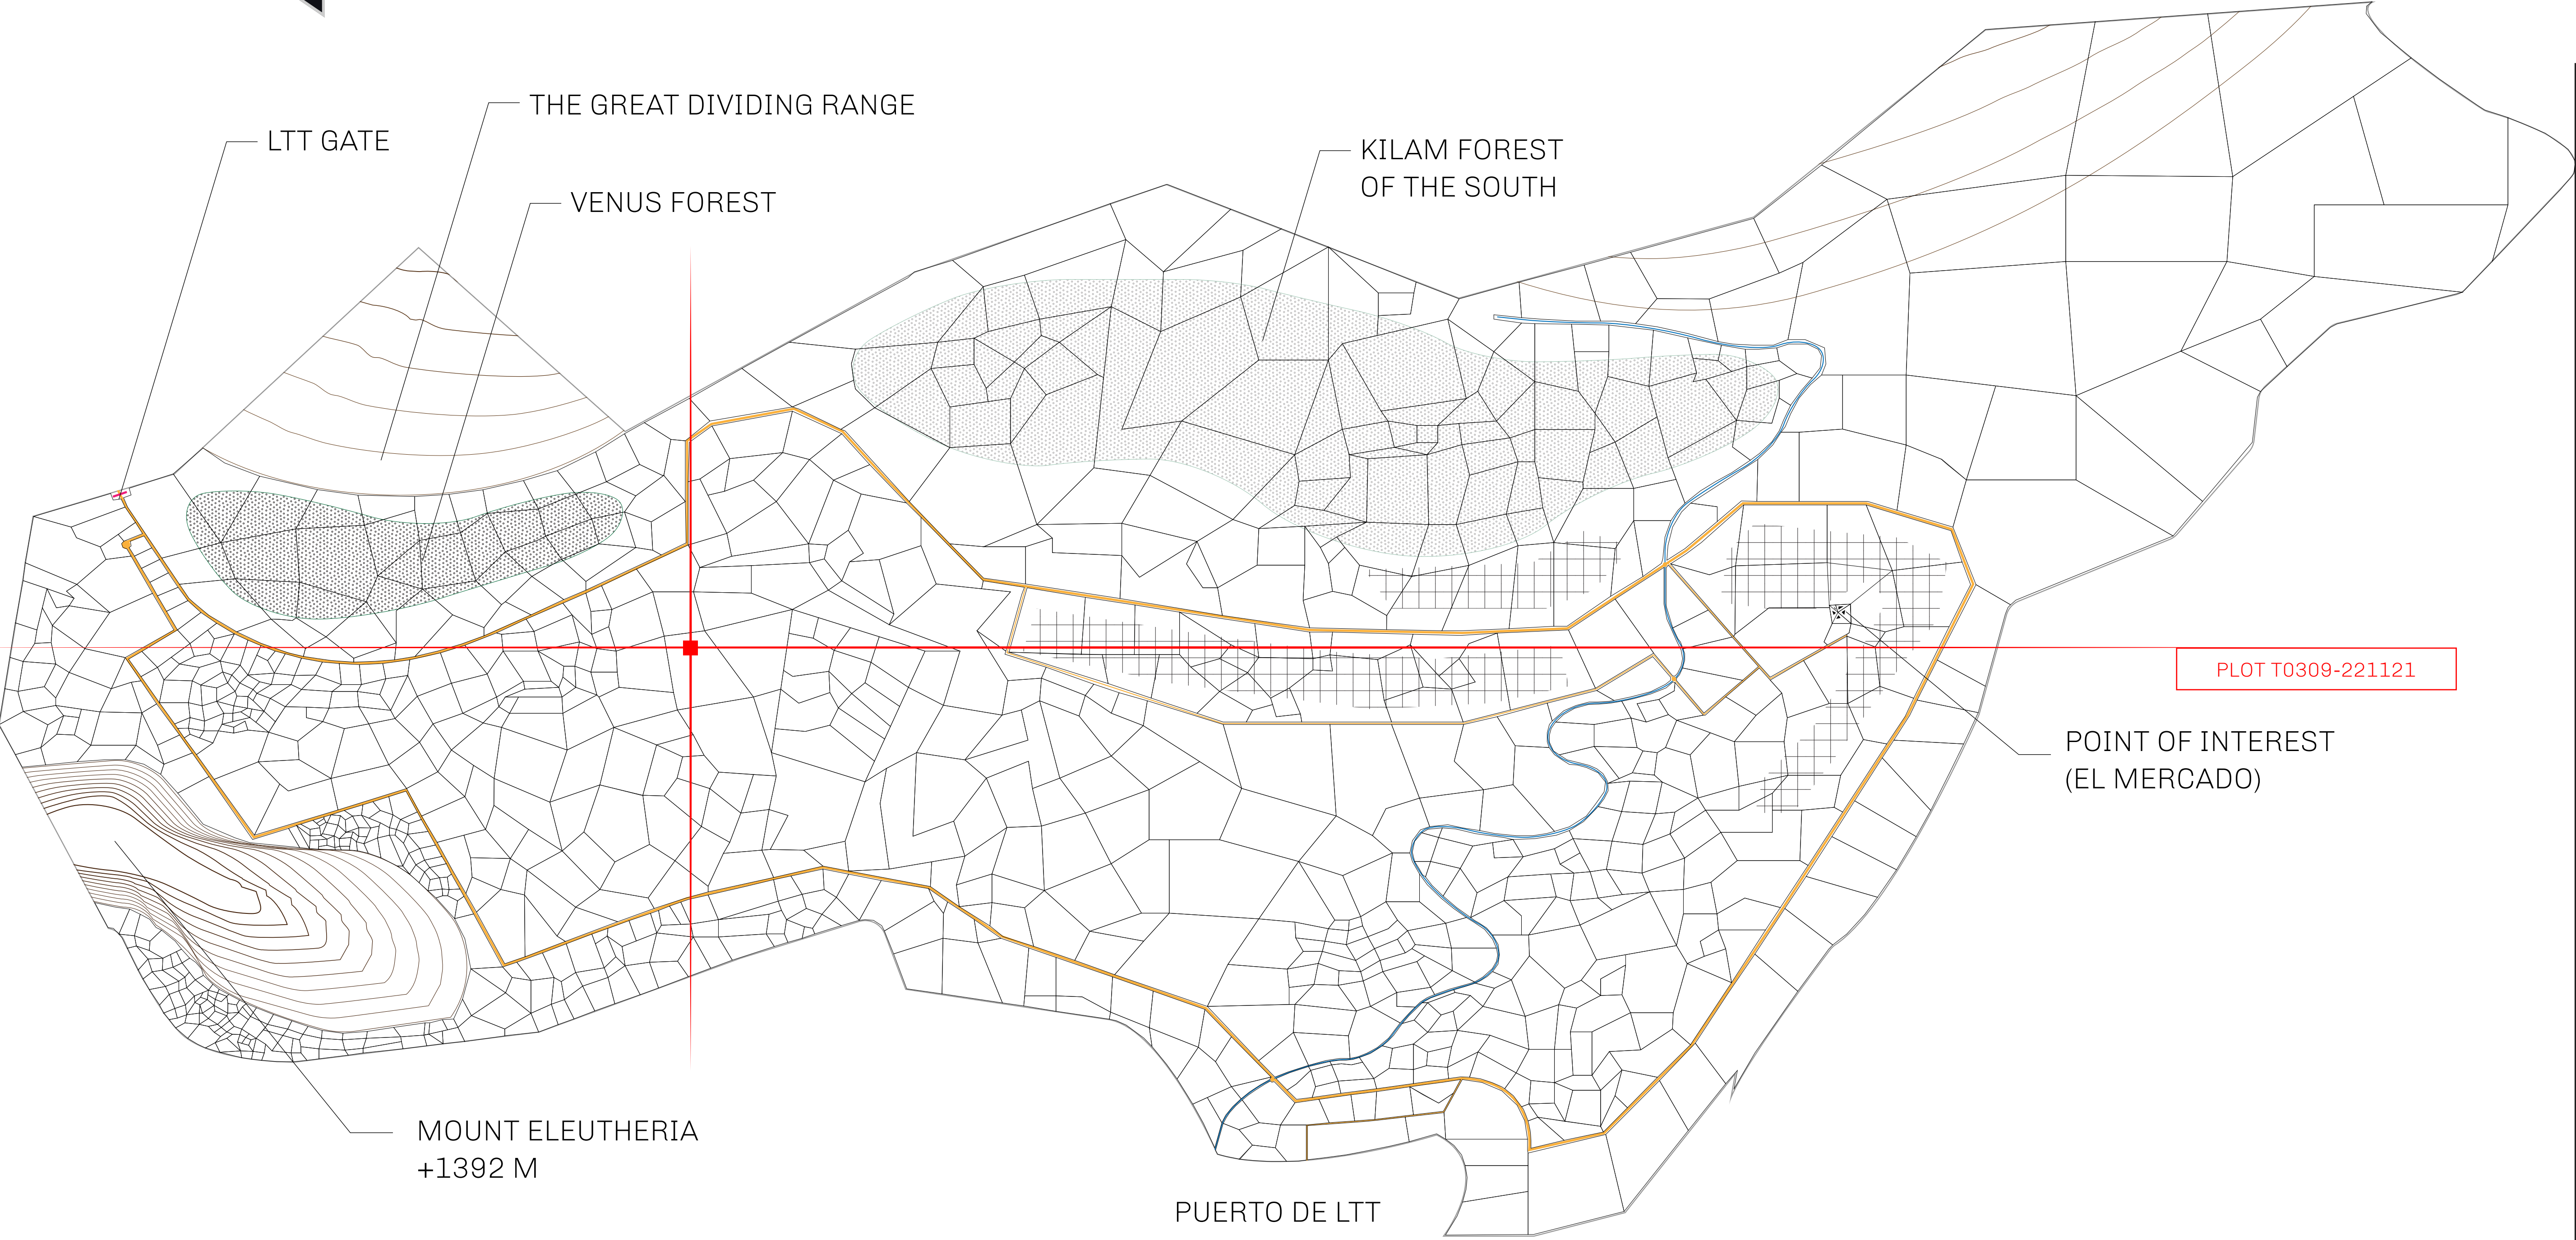 THE GREAT DIVIDING RANGE
LTT GATE
KILAM FOREST
OF THE SOUTH
VENUS FOREST
PLOT T0309-221121
POINT OF INTEREST
(EL MERCADO)
MOUNT ELEUTHERIA
+1392 M
PUERTO DE LTT